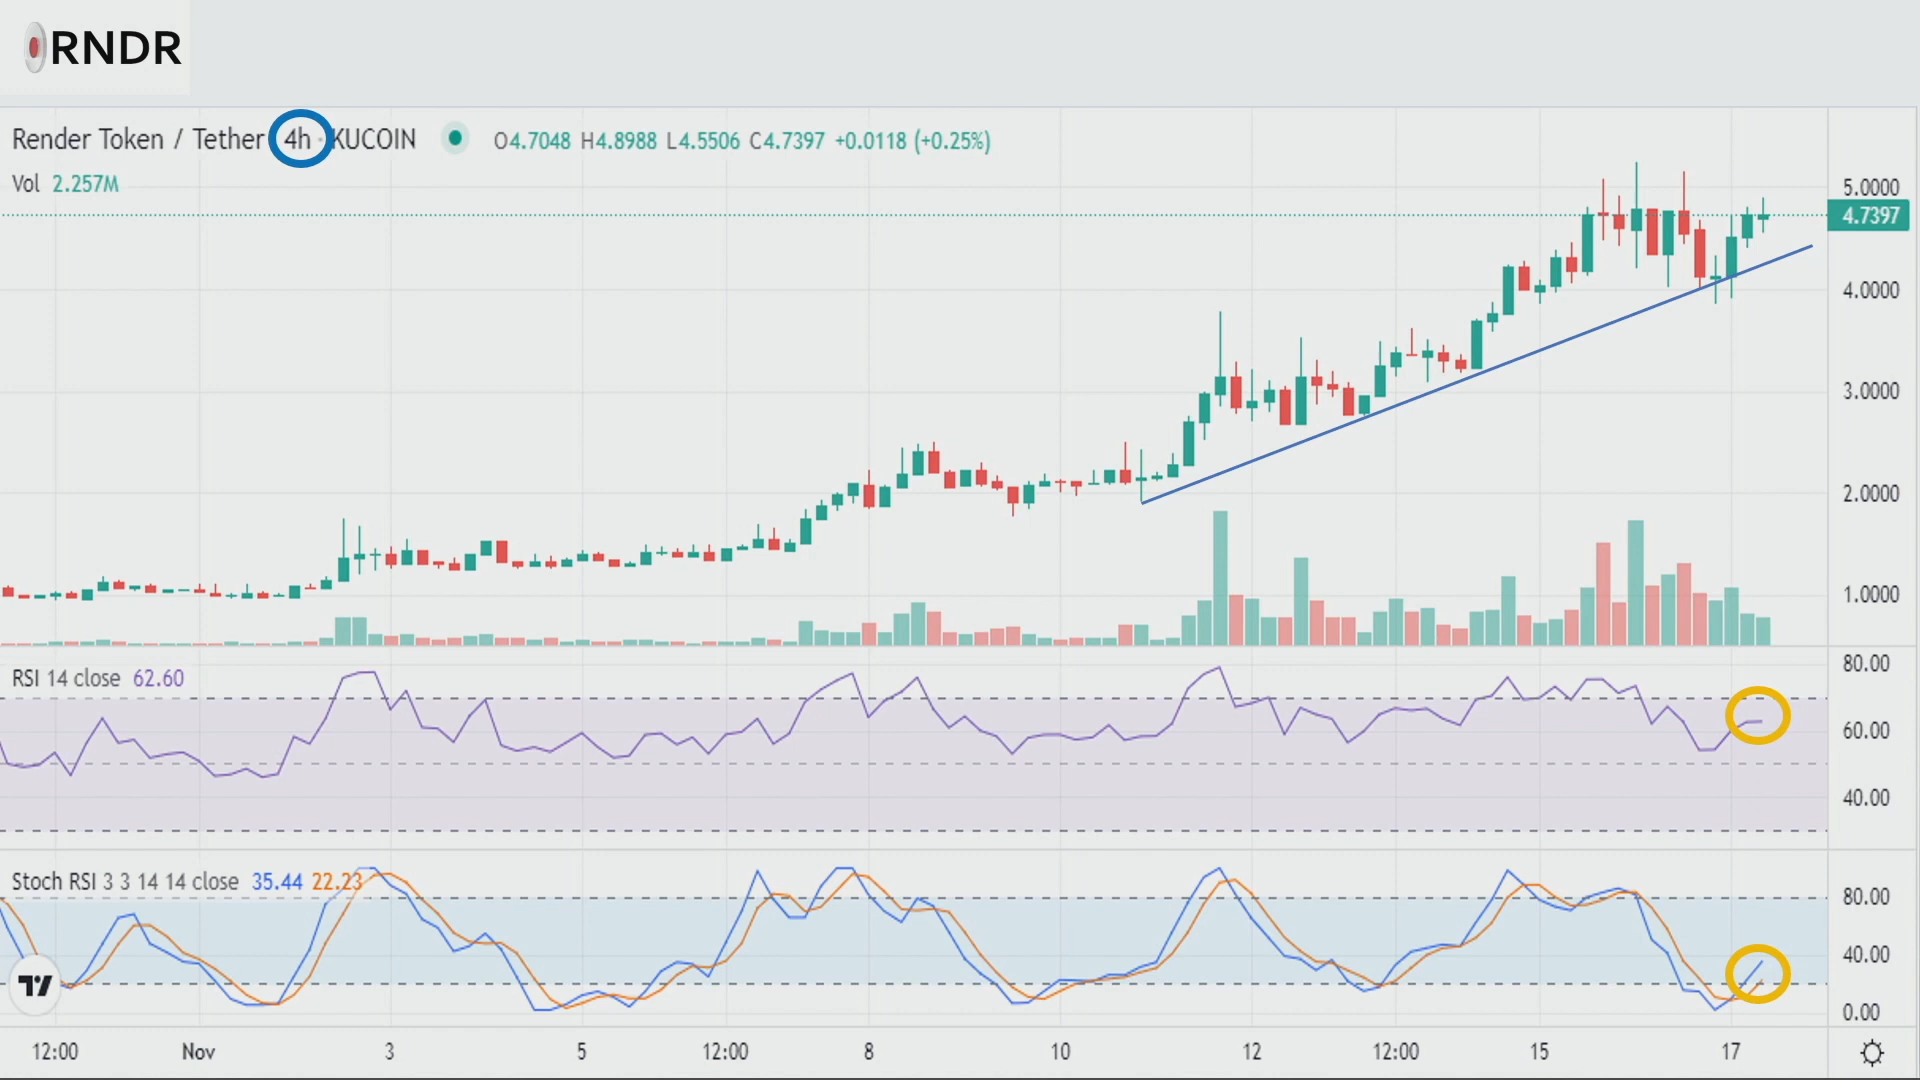 RNDR
Render Token / Tether 4h · KUCOIN O4.7048 H4.8988 L4.5506 C4.7397 +0.0118 (+0.25%)
Vol 2.257M
5.0000
4.7397
4.0000
3.0000
2.0000
1.0000
RSI 14 close 62.60
80.00
60.00
40.00
Stoch RSI 3 3 14 14 close 35.44 22.23
80.00
40.00
0.00
12:00 Nov 3 5 12:00 8 10 12 12:00 15 17